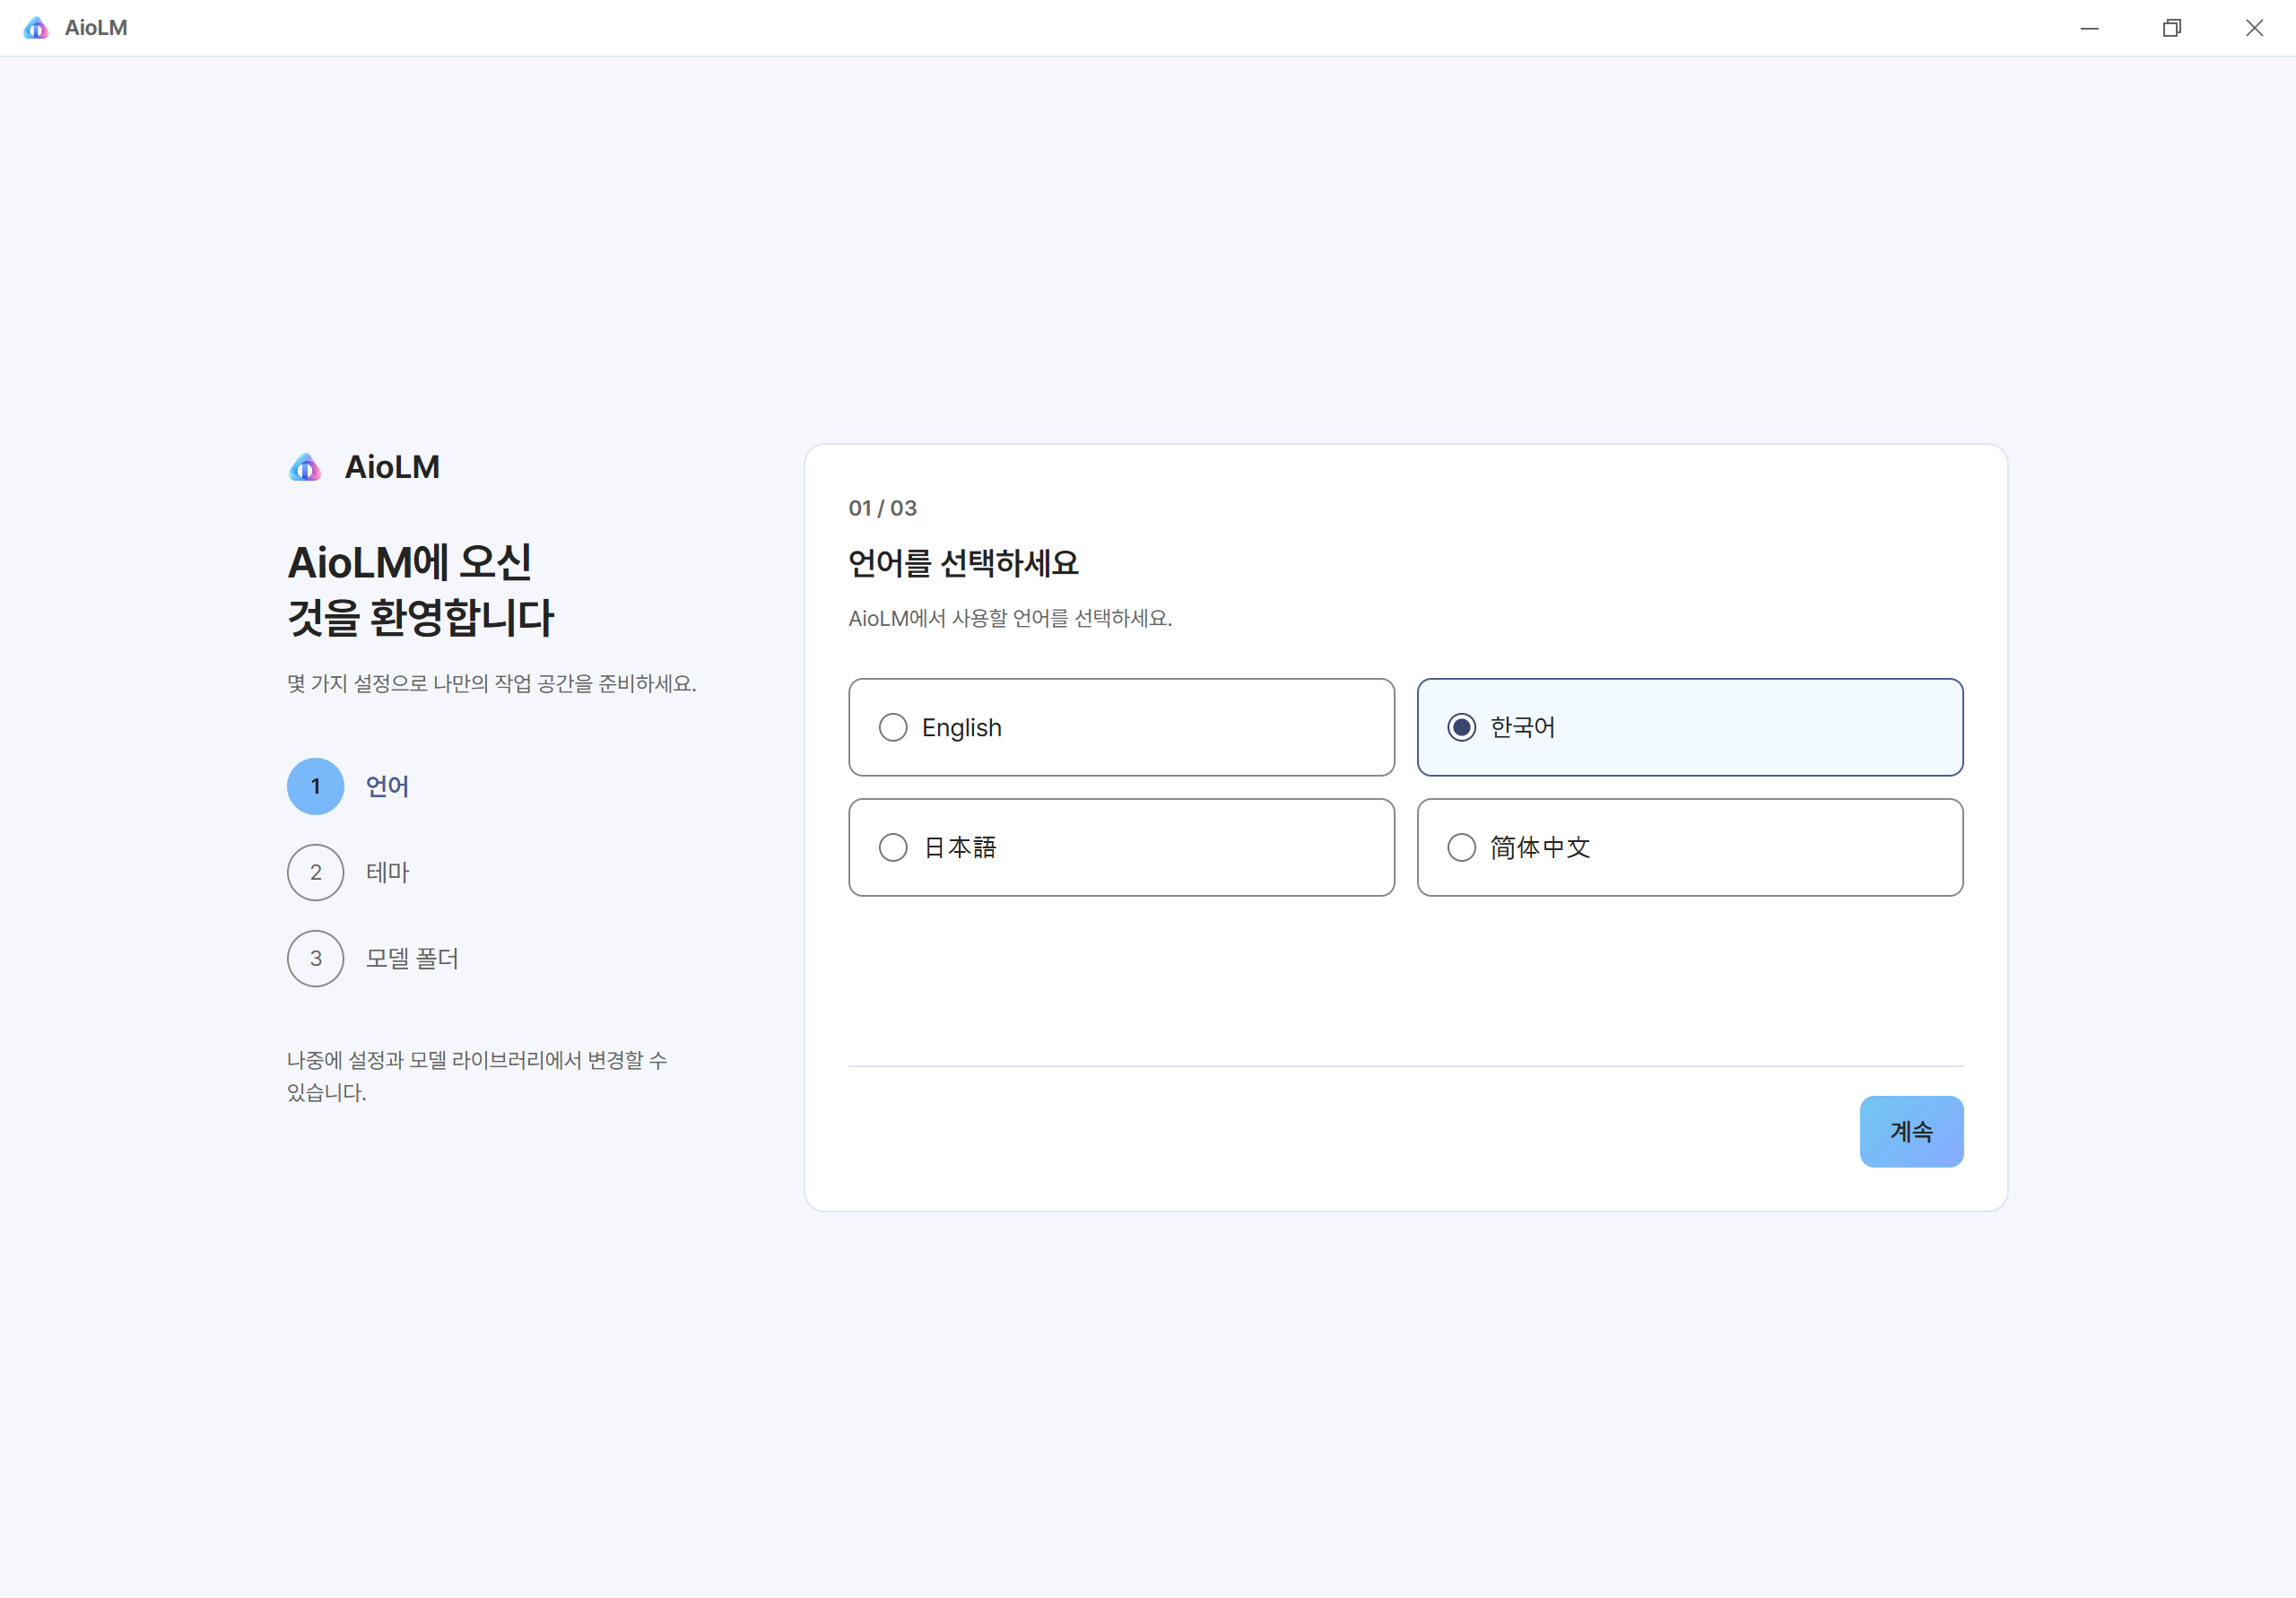 AioLM
AioLM
AioLM에 오신
것을 환영합니다
몇 가지 설정으로 나만의 작업 공간을 준비하세요.
1 언어
2 테마
3 모델 폴더
나중에 설정과 모델 라이브러리에서 변경할 수
있습니다.
01 / 03
언어를 선택하세요
AioLM에서 사용할 언어를 선택하세요.
English
한국어
日本語
简体中文
계속